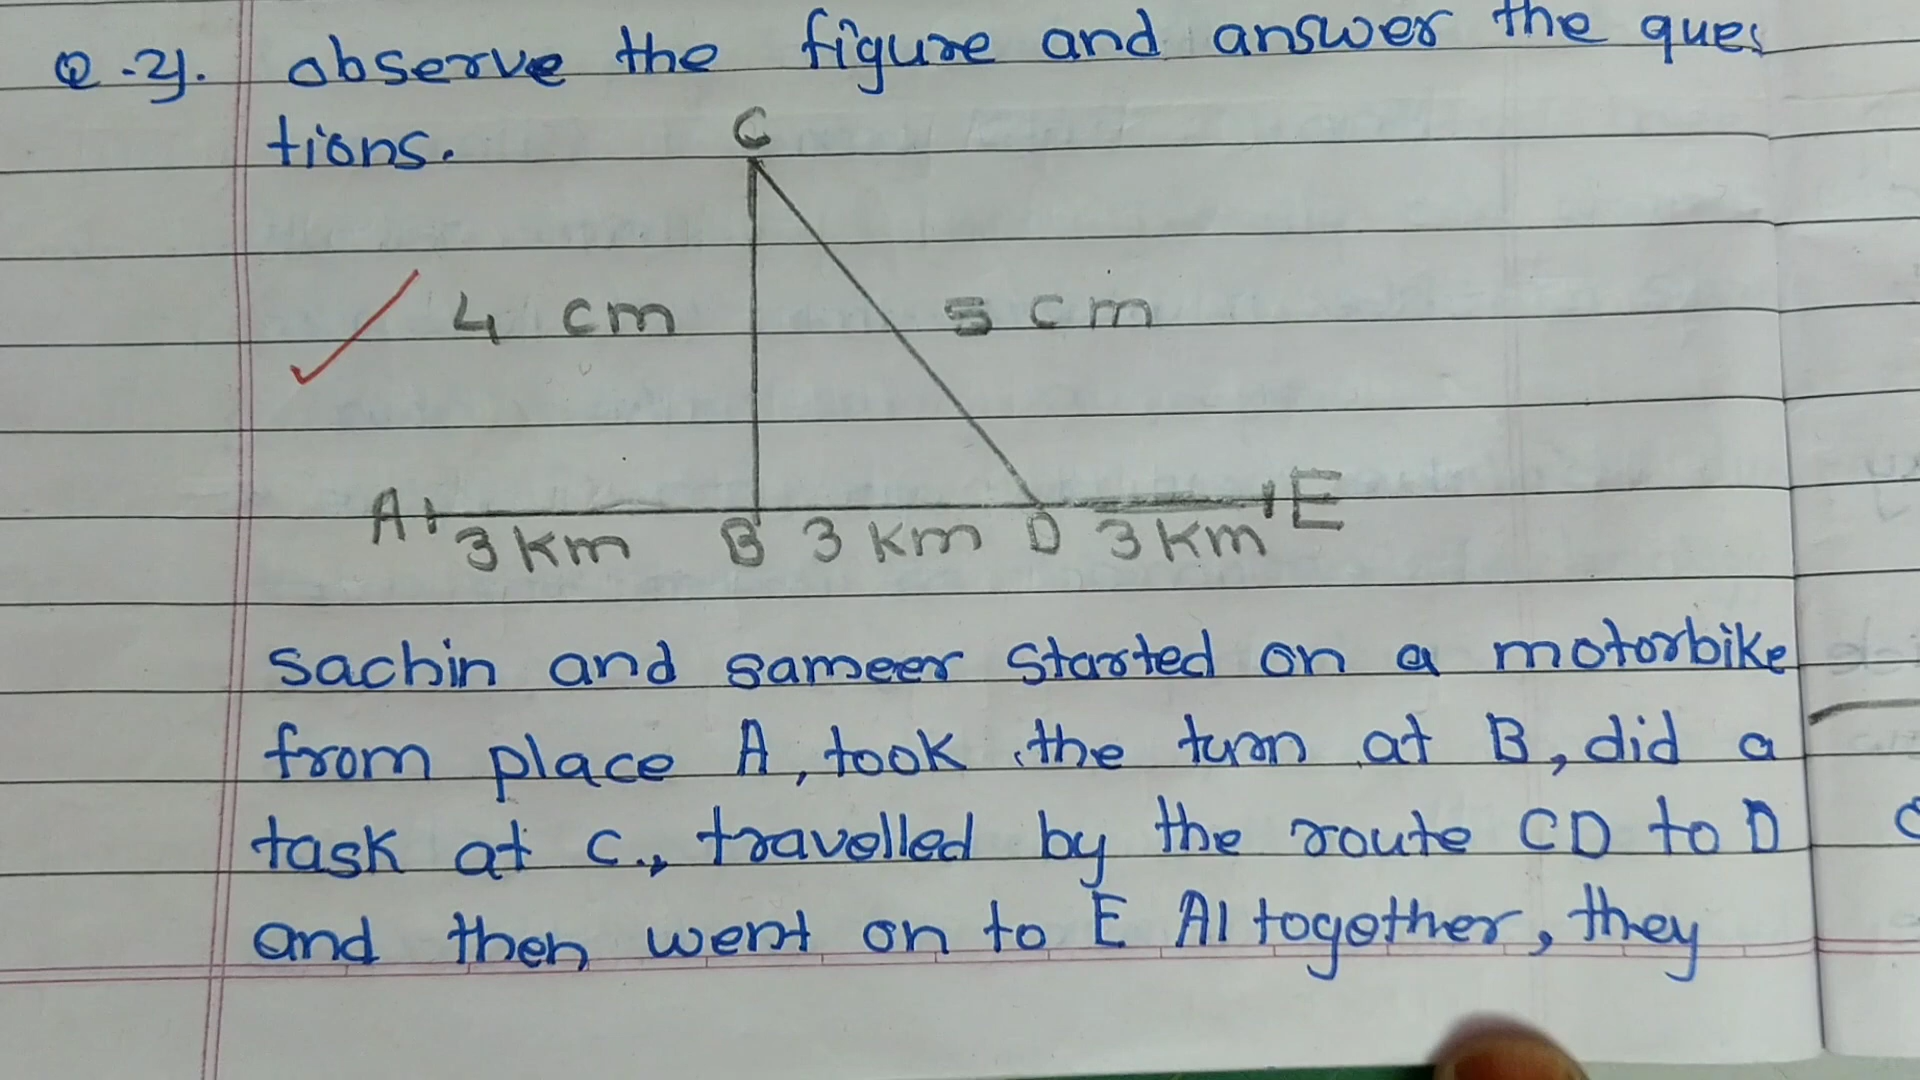 Q.2). observe the figure and answer the ques
tions.
C
4 cm
5 cm
A
E
3 km B 3 km D 3 km
sachin and sameer started on a motorbike
from place A, took the turn at B, did a
task at C., travelled by the route CD to D
and then went on to E Altogether, they